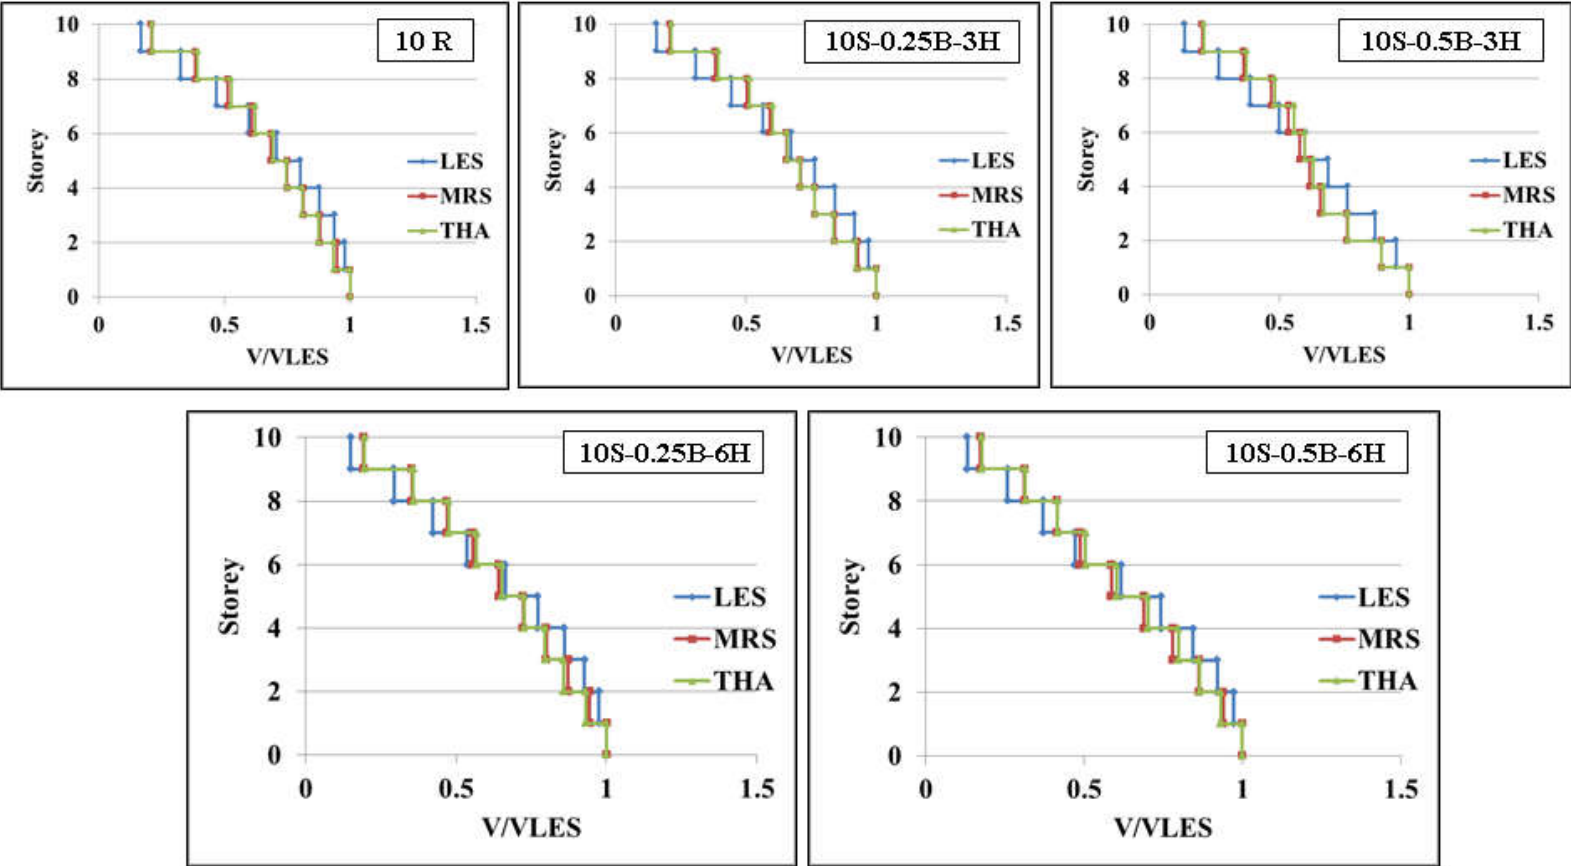 10 R
10
8
6
4
2
0
Storey
LES
MRS
THA
0 0.5 1 1.5
V/VLES
10S-0.25B-3H
10
8
6
4
2
0
Storey
LES
MRS
THA
0 0.5 1 1.5
V/VLES
10S-0.5B-3H
10
8
6
4
2
0
Storey
LES
MRS
THA
0 0.5 1 1.5
V/VLES
10S-0.25B-6H
10
8
6
4
2
0
Storey
LES
MRS
THA
0 0.5 1 1.5
V/VLES
10S-0.5B-6H
10
8
6
4
2
0
Storey
LES
MRS
THA
0 0.5 1 1.5
V/VLES